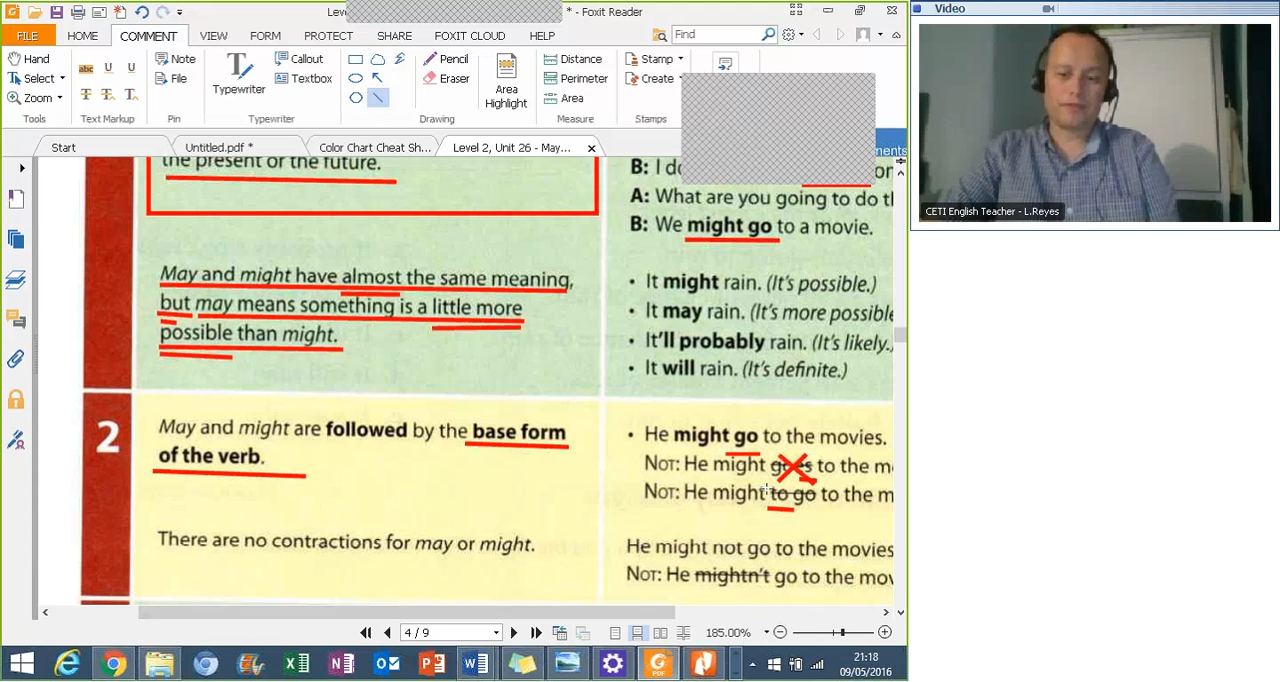 Leve
* - Foxit Reader
Video
FILE HOME COMMENT VIEW FORM PROTECT SHARE FOXIT CLOUD HELP
Find
Hand
Select
Zoom
Tools
abc U U
T T T
Text Markup
Note
File
Pin
Typewriter
Callout
Textbox
Typewriter
Pencil
Eraser
Drawing
Area
Highlight
Distance
Perimeter
Area
Measure
Stamp
Create
Stamps
ments
Start
Untitled.pdf *
Color Chart Cheat Sh...
Level 2, Unit 26 - May...
CETI English Teacher - L.Reyes
the present or the future.
May and might have almost the same meaning,
but may means something is a little more
possible than might.
B: I do
or
A: What are you going to do t
B: We might go to a movie.
• It might rain. (It's possible.)
• It may rain. (It's more possible
• It'll probably rain. (It's likely.)
• It will rain. (It's definite.)
2
May and might are followed by the base form
of the verb.
There are no contractions for may or might.
• He might go to the movies.
NOT: He might goes to the m
NOT: He might to go to the m
He might not go to the movies
NOT: He mightn't go to the mov
4 / 9
185.00%
21:18
09/05/2016